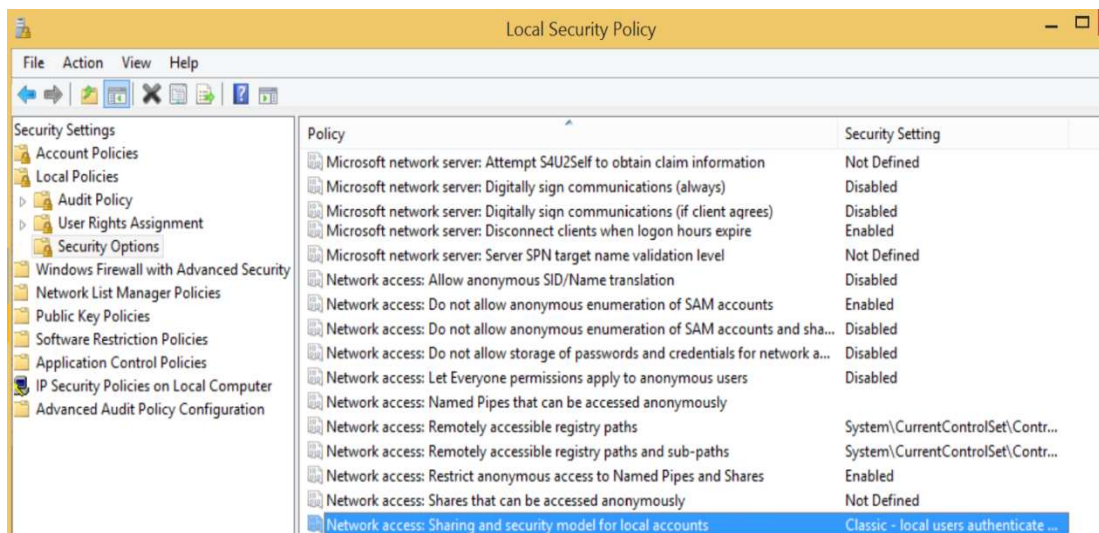 Local Security Policy
File Action View Help
Security Settings
Account Policies
Local Policies
Audit Policy
User Rights Assignment
Security Options
Windows Firewall with Advanced Security
Network List Manager Policies
Public Key Policies
Software Restriction Policies
Application Control Policies
IP Security Policies on Local Computer
Advanced Audit Policy Configuration
Policy Security Setting
Microsoft network server: Attempt S4U2Self to obtain claim information Not Defined
Microsoft network server: Digitally sign communications (always) Disabled
Microsoft network server: Digitally sign communications (if client agrees) Disabled
Microsoft network server: Disconnect clients when logon hours expire Enabled
Microsoft network server: Server SPN target name validation level Not Defined
Network access: Allow anonymous SID/Name translation Disabled
Network access: Do not allow anonymous enumeration of SAM accounts Enabled
Network access: Do not allow anonymous enumeration of SAM accounts and sha... Disabled
Network access: Do not allow storage of passwords and credentials for network a... Disabled
Network access: Let Everyone permissions apply to anonymous users Disabled
Network access: Named Pipes that can be accessed anonymously
Network access: Remotely accessible registry paths System\CurrentControlSet\Contr...
Network access: Remotely accessible registry paths and sub-paths System\CurrentControlSet\Contr...
Network access: Restrict anonymous access to Named Pipes and Shares Enabled
Network access: Shares that can be accessed anonymously Not Defined
Network access: Sharing and security model for local accounts Classic - local users authenticate ...